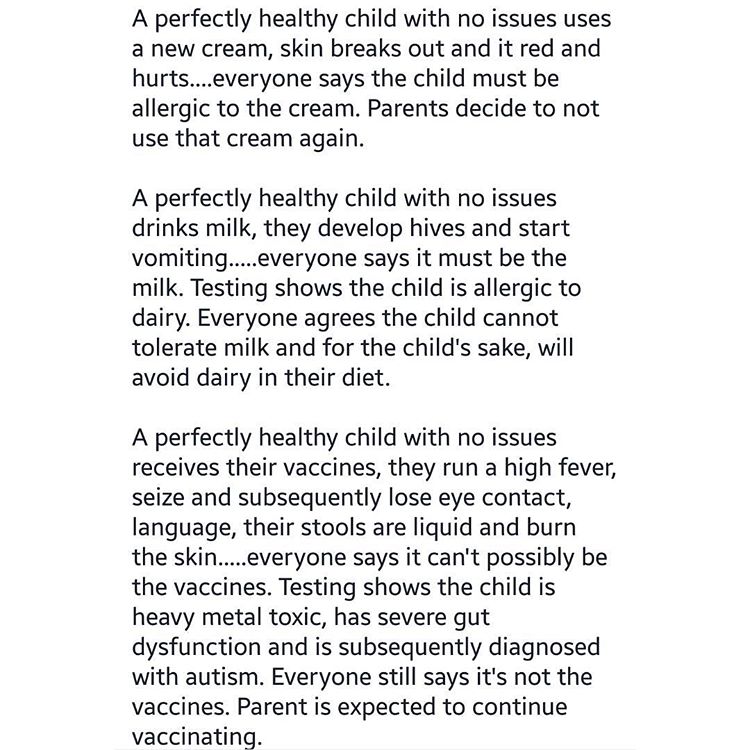 A perfectly healthy child with no issues uses
a new cream, skin breaks out and it red and
hurts....everyone says the child must be
allergic to the cream. Parents decide to not
use that cream again.
A perfectly healthy child with no issues
drinks milk, they develop hives and start
vomiting.....everyone says it must be the
milk. Testing shows the child is allergic to
dairy. Everyone agrees the child cannot
tolerate milk and for the child's sake, will
avoid dairy in their diet.
A perfectly healthy child with no issues
receives their vaccines, they run a high fever,
seize and subsequently lose eye contact,
language, their stools are liquid and burn
the skin.....everyone says it can't possibly be
the vaccines. Testing shows the child is
heavy metal toxic, has severe gut
dysfunction and is subsequently diagnosed
with autism. Everyone still says it's not the
vaccines. Parent is expected to continue
vaccinating.